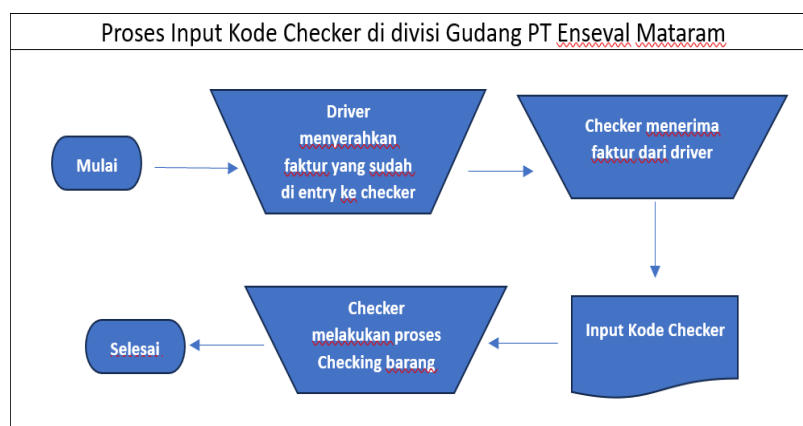 Proses Input Kode Checker di divisi Gudang PT Enseval Mataram
Mulai
Driver
menyerahkan
faktur yang sudah
di entry ke checker
Checker menerima
faktur dari driver
Input Kode Checker
Checker
melakukan proses
Checking barang
Selesai